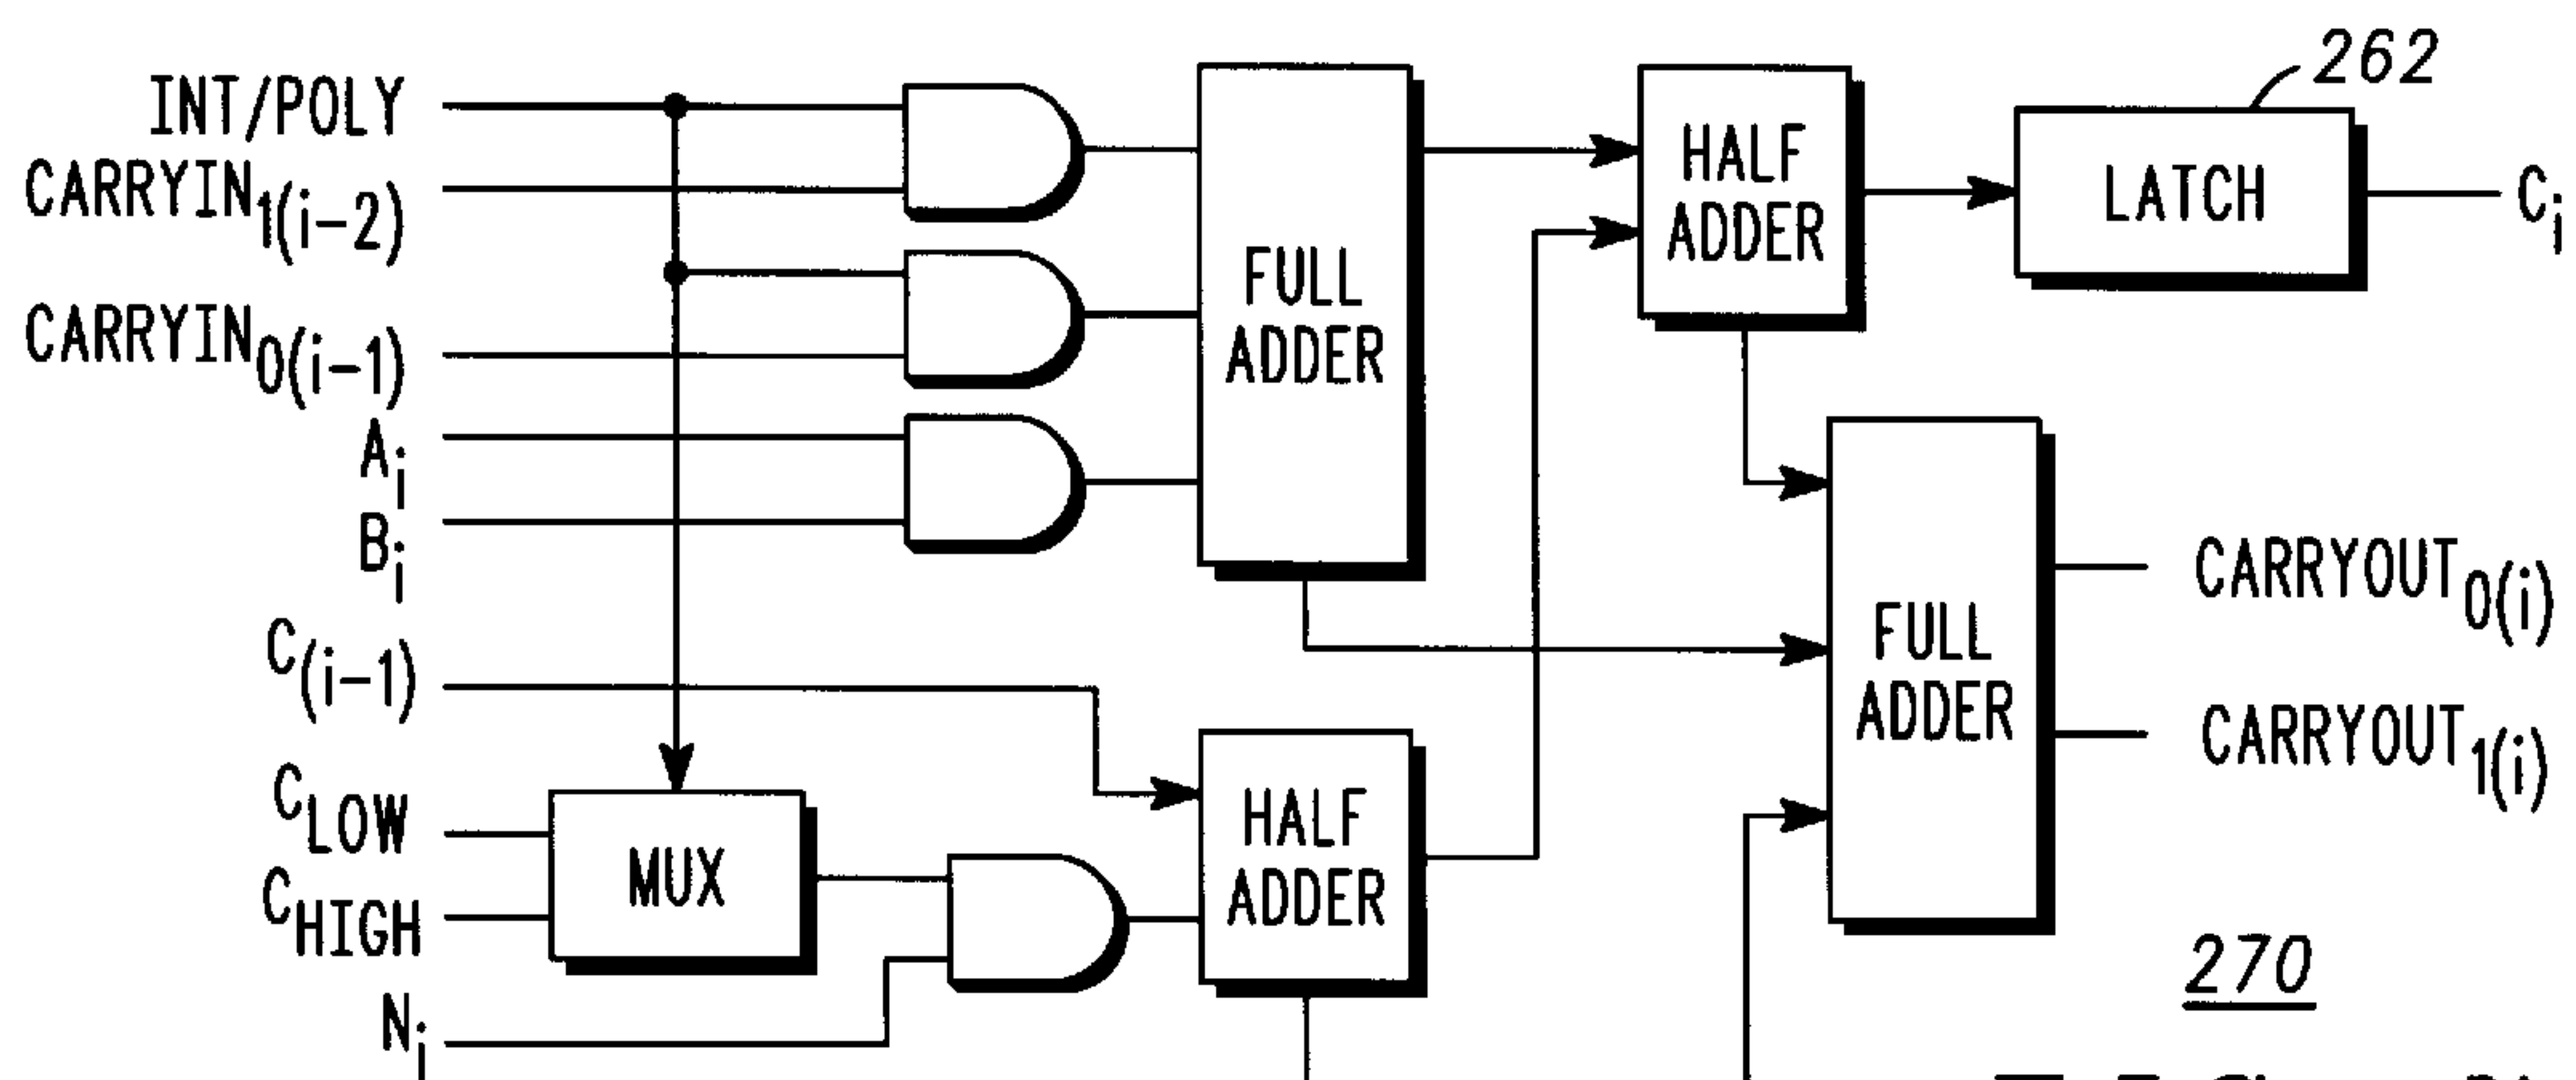 262
INT/POLY
CARRYIN1(i-2)
HALF
ADDER
LATCH
Ci
CARRYIN0(i-1)
FULL
ADDER
Ai
Bi
CARRYOUT0(i)
FULL
ADDER
C(i-1)
CARRYOUT1(i)
CLOW
HALF
ADDER
MUX
CHIGH
270
Ni